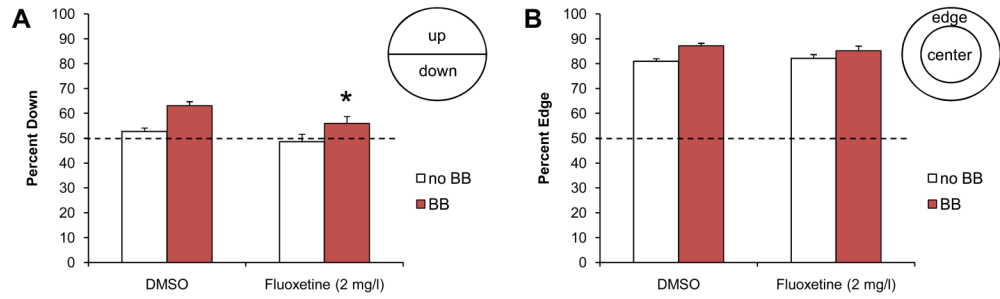 A
Percent Down
100
90
80
70
60
50
40
30
20
10
0
up
down
*
no BB
BB
DMSO
Fluoxetine (2 mg/l)
B
Percent Edge
100
90
80
70
60
50
40
30
20
10
0
edge
center
no BB
BB
DMSO
Fluoxetine (2 mg/l)